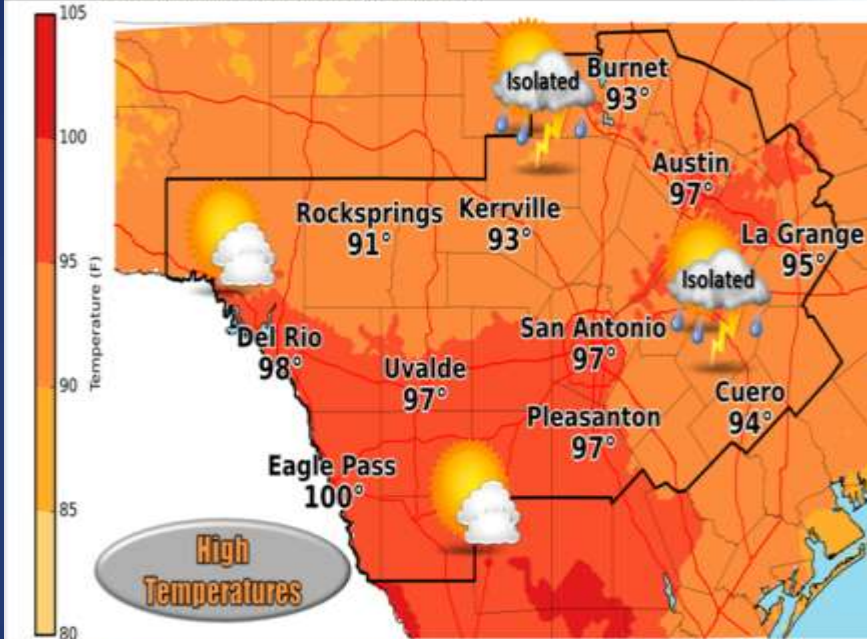 105
100
95
90
85
80
Temperature (F)
Isolated
Burnet
93°
Austin
97°
Rocksprings
91°
Kerrville
93°
La Grange
95°
Isolated
Del Rio
98°
San Antonio
97°
Uvalde
97°
Cuero
94°
Pleasanton
97°
Eagle Pass
100°
High
Temperatures